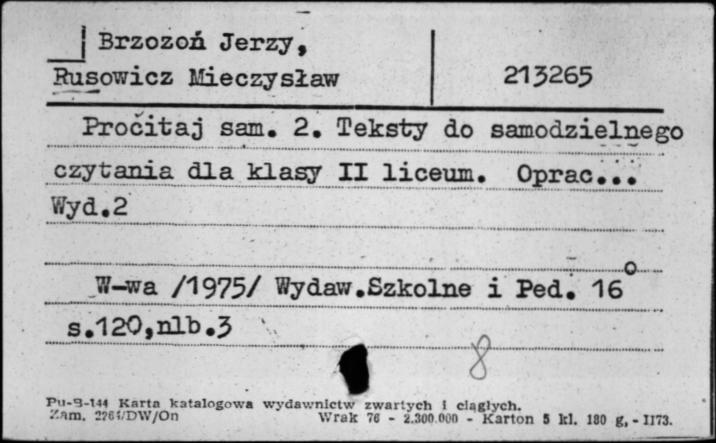 Brzozoń Jerzy,
Rusowicz Mieczysław 213265
Pročitaj sam. 2. Teksty do samodzielnego
czytania dla klasy II liceum. Oprac...
Wyd.2
W-wa /1975/ Wydaw.Szkolne i Ped. 16°
s.120,nlb.3
8
Pu-B-144 Karta katalogowa wydawnictw zwartych i ciągłych.
Zam. 2264/DW/On Wrak 76 - 2.300.000 - Karton 5 kl. 180 g, - II73.